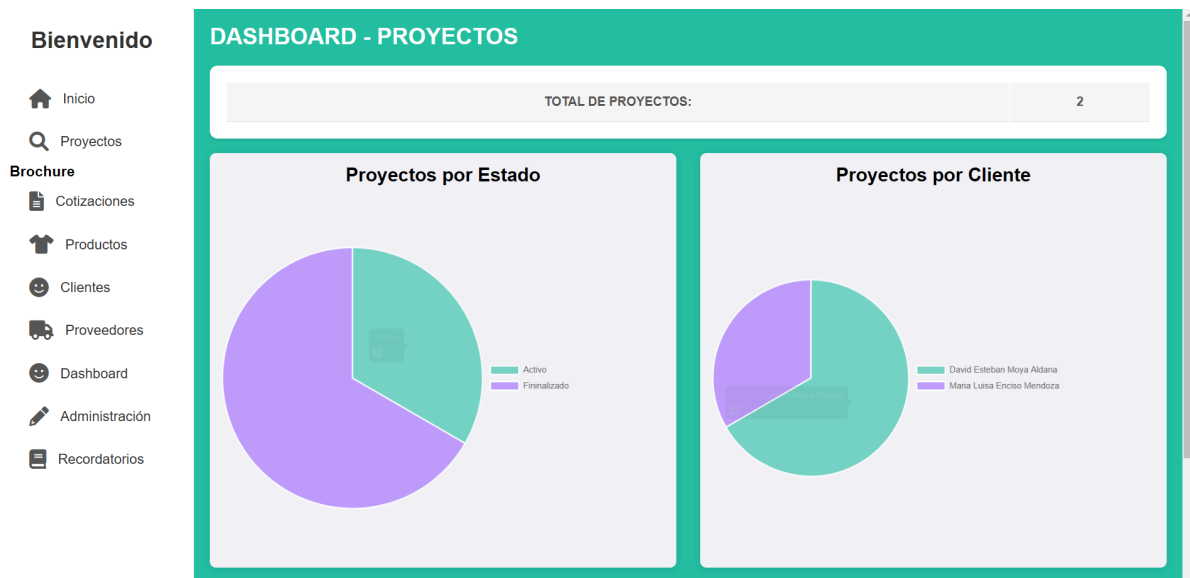 Bienvenido
Inicio
Proyectos
Brochure
Cotizaciones
Productos
Clientes
Proveedores
Dashboard
Administración
Recordatorios
DASHBOARD - PROYECTOS
TOTAL DE PROYECTOS: 2
Proyectos por Estado
Activo
Fininalizado
Proyectos por Cliente
David Esteban Moya Aldana
Maria Luisa Enciso Mendoza